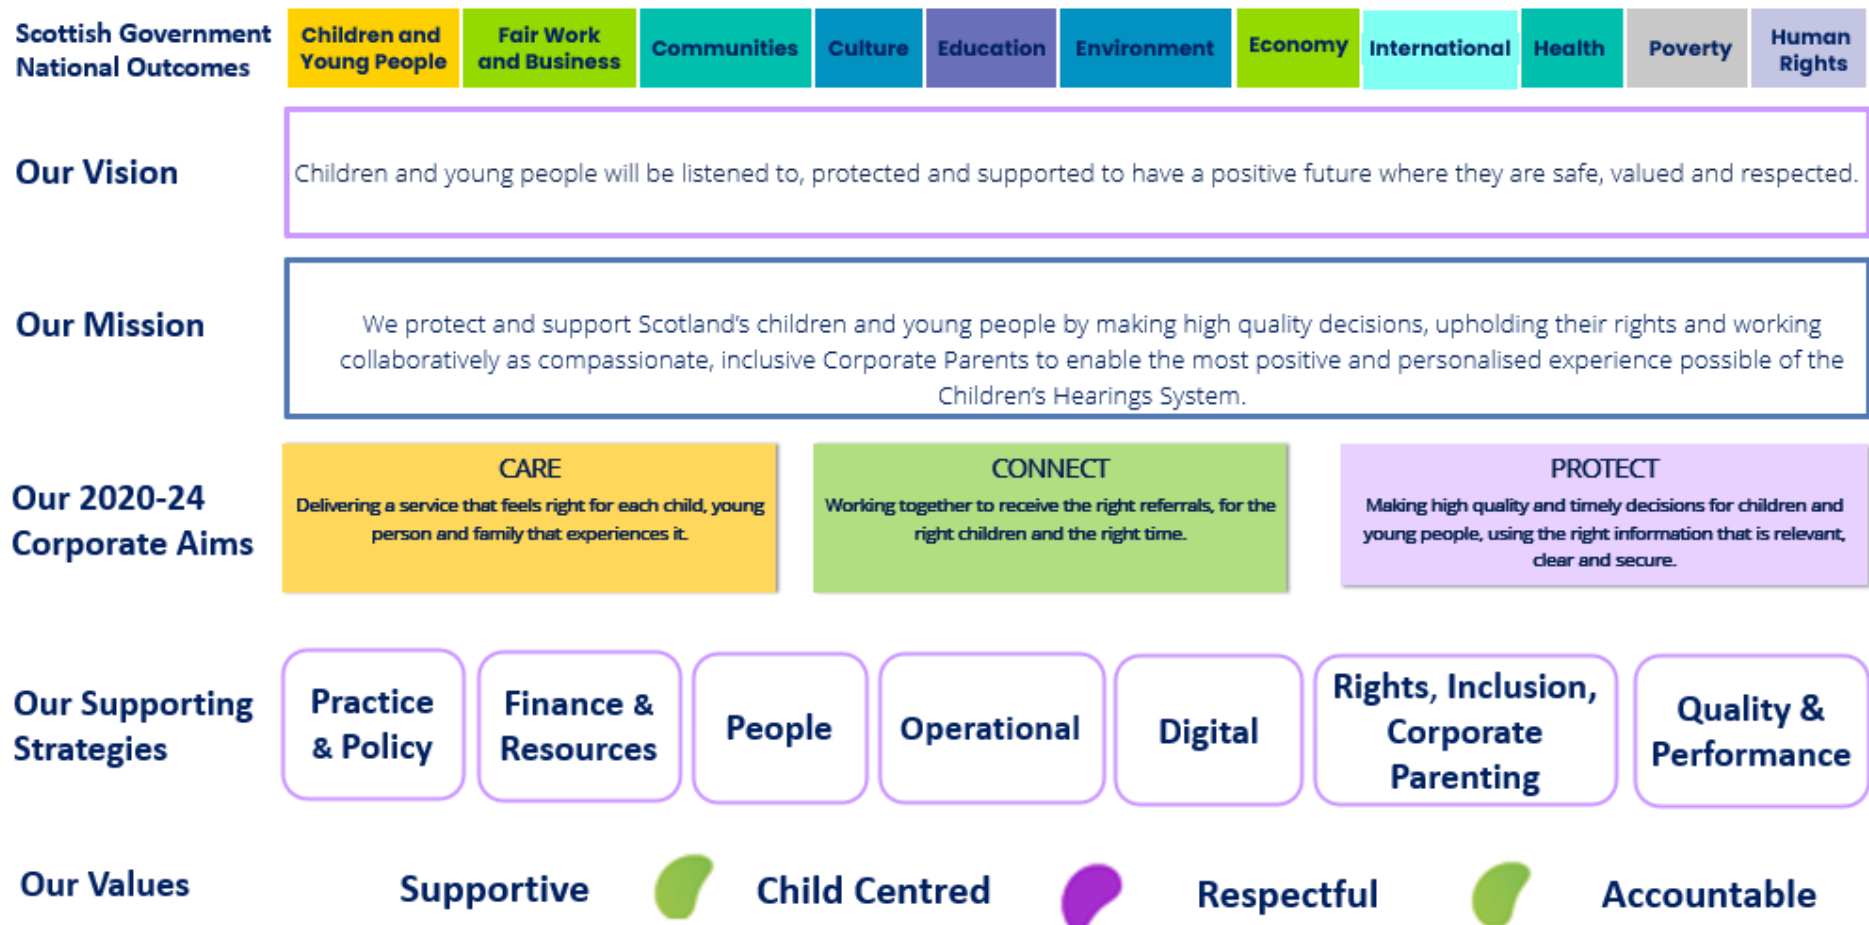 Scottish Government
National Outcomes
Children and
Young People
Fair Work
and Business
Communities
Culture
Education
Environment
Economy
International
Health
Poverty
Human
Rights
Our Vision
Children and young people will be listened to, protected and supported to have a positive future where they are safe, valued and respected.
Our Mission
We protect and support Scotland’s children and young people by making high quality decisions, upholding their rights and working
collaboratively as compassionate, inclusive Corporate Parents to enable the most positive and personalised experience possible of the
Children’s Hearings System.
Our 2020-24
Corporate Aims
CARE
Delivering a service that feels right for each child, young
person and family that experiences it.
CONNECT
Working together to receive the right referrals, for the
right children and the right time.
PROTECT
Making high quality and timely decisions for children and
young people, using the right information that is relevant,
clear and secure.
Our Supporting
Strategies
Practice
& Policy
Finance &
Resources
People
Operational
Digital
Rights, Inclusion,
Corporate
Parenting
Quality &
Performance
Our Values
Supportive
Child Centred
Respectful
Accountable